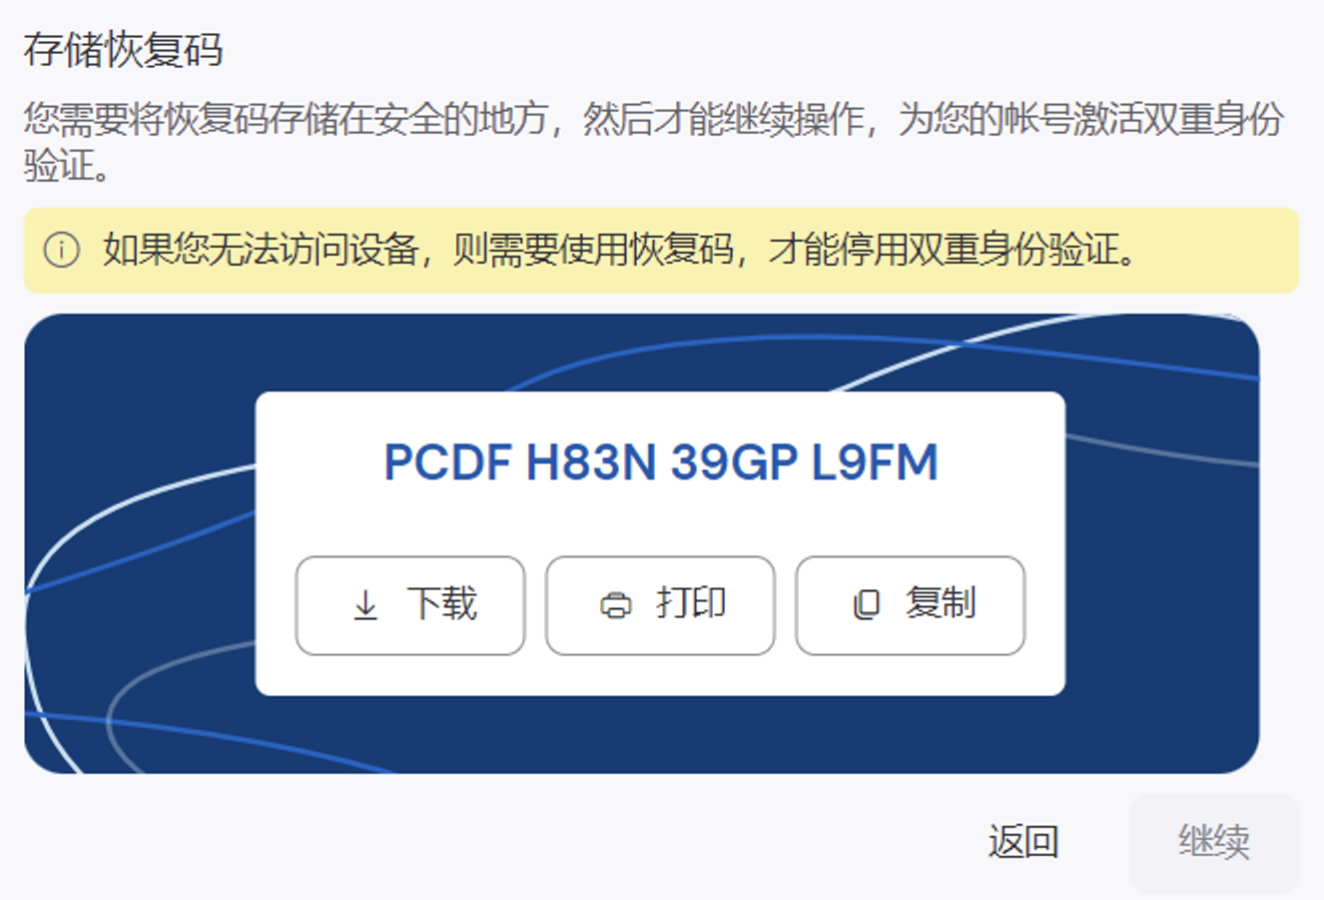 存储恢复码
您需要将恢复码存储在安全的地方，然后才能继续操作，为您的帐号激活双重身份
验证。
如果您无法访问设备，则需要使用恢复码，才能停用双重身份验证。
PCDF H83N 39GP L9FM
下载 打印 复制
返回 继续